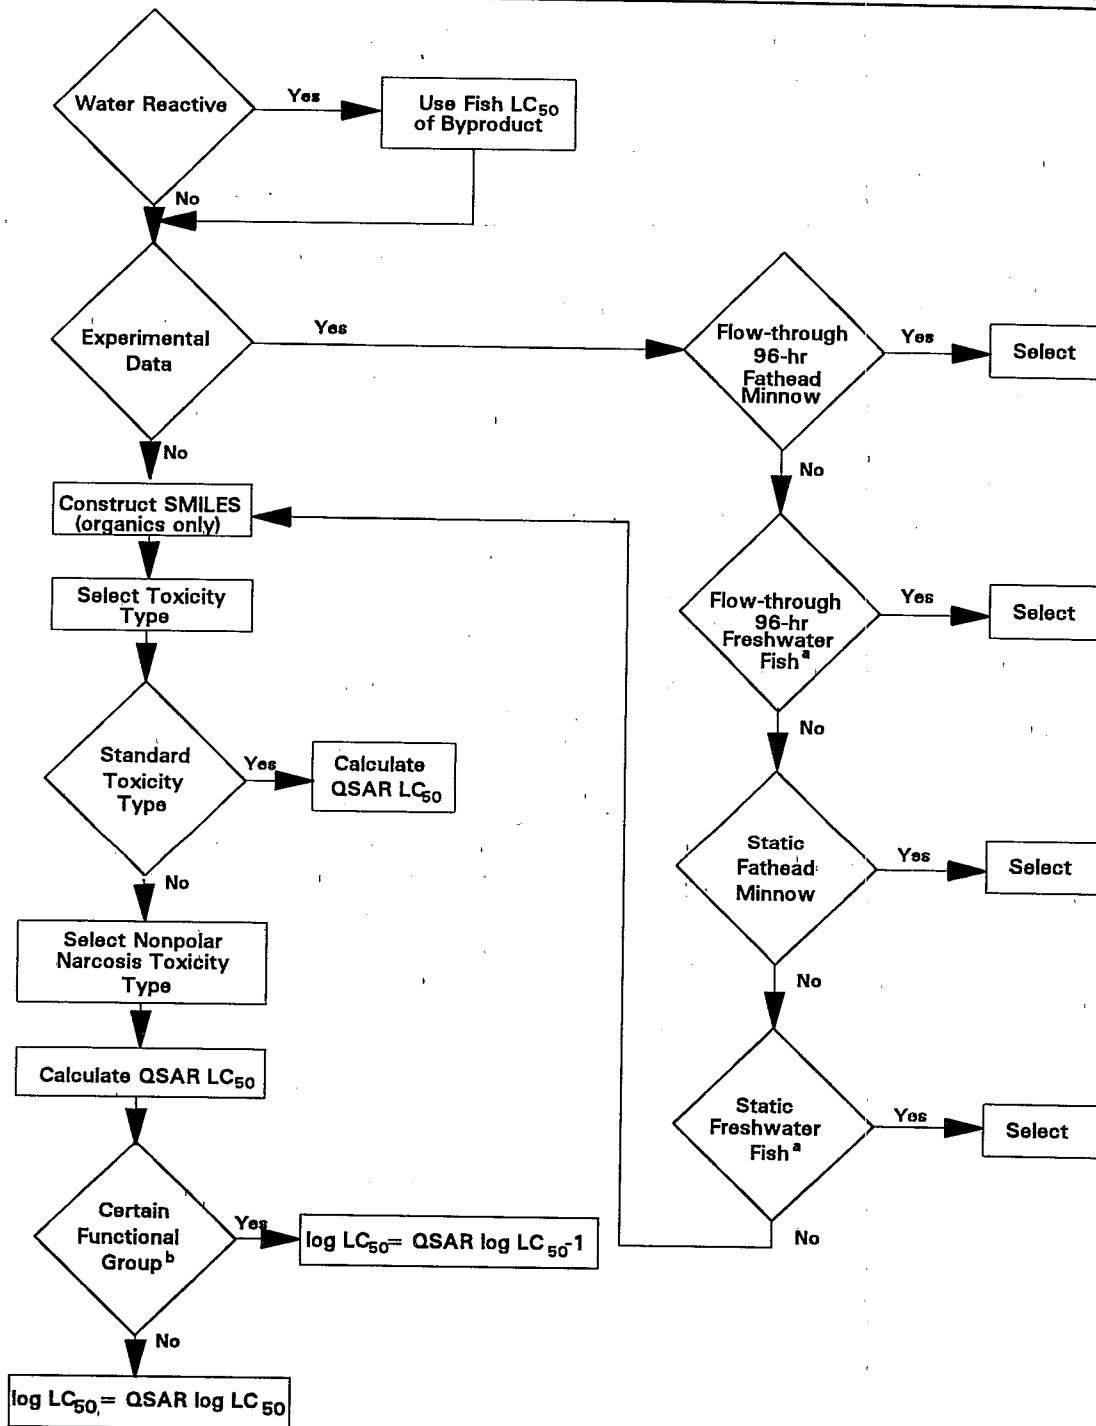 Water Reactive
Yes
Use Fish LC50
of Byproduct
No
Experimental
Data
Yes
Flow-through
96-hr
Fathead
Minnow
Yes
Select
No
No
Construct SMILES
(organics only)
Select Toxicity
Type
Flow-through
96-hr
Freshwater
Fish a
Yes
Select
No
Standard
Toxicity
Type
Yes
Calculate
QSAR LC50
No
Static
Fathead
Minnow
Yes
Select
No
Select Nonpolar
Narcosis Toxicity
Type
Calculate QSAR LC50
Static
Freshwater
Fish a
Yes
Select
No
Certain
Functional
Group b
Yes
log LC50= QSAR log LC50-1
No
log LC50,= QSAR log LC50